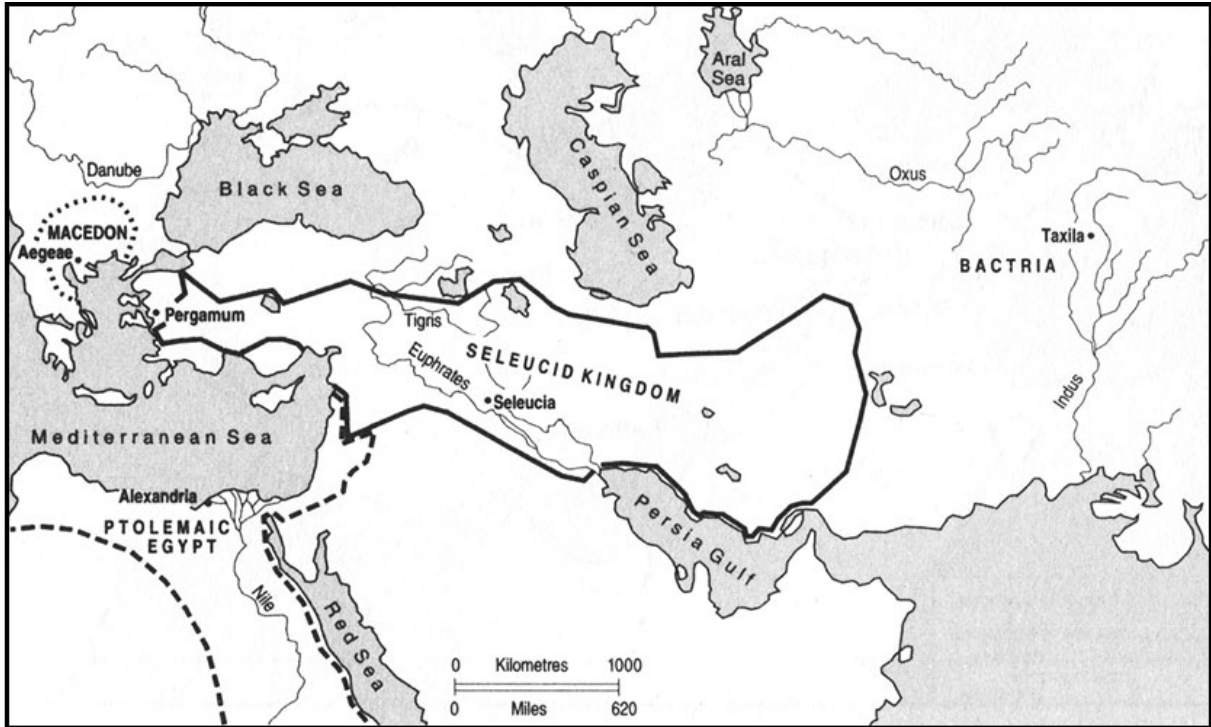 Aral
Sea
Caspian Sea
Danube
Black Sea
Oxus
MACEDON
Aegeae
Taxila
BACTRIA
Pergamum
Tigris
SELEUCID KINGDOM
Euphrates
Seleucia
Indus
Mediterranean Sea
Alexandria
PTOLEMAIC
EGYPT
Nile
Red Sea
Persia Gulf
0 Kilometres 1000
0 Miles 620